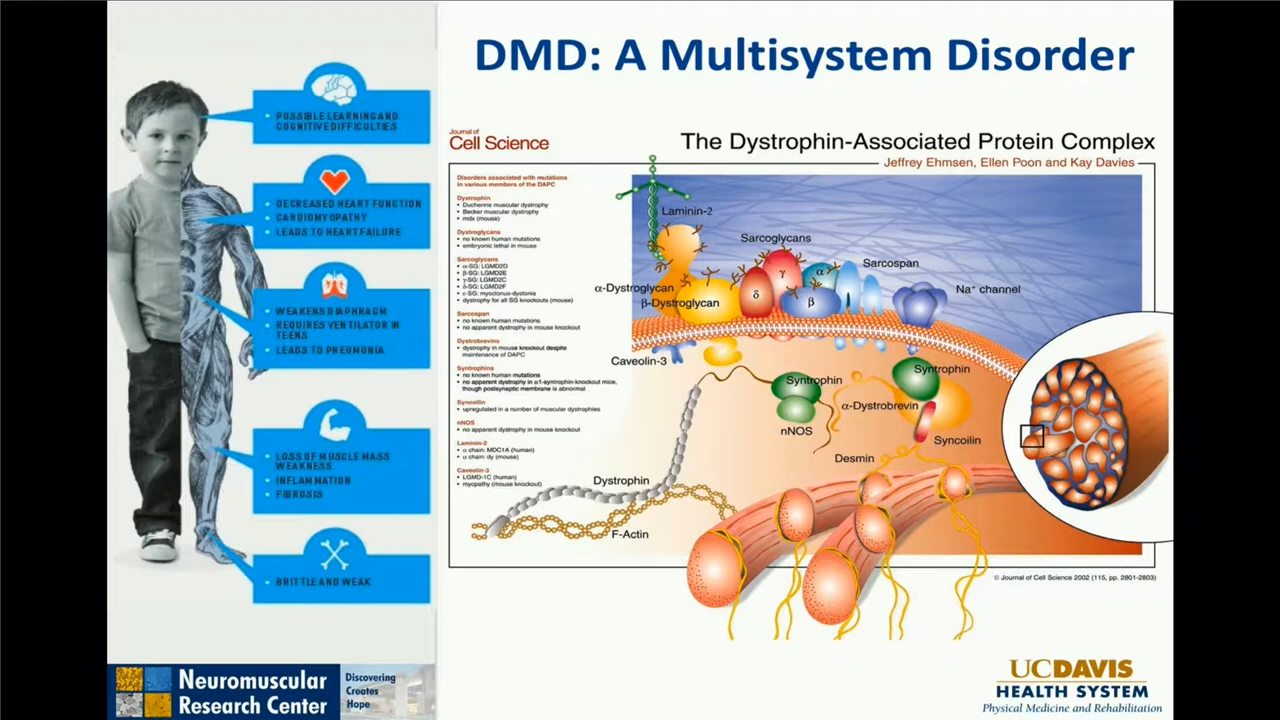 DMD: A Multisystem Disorder
POSSIBLE LEARNING AND
COGNITIVE DIFFICULTIES
DECREASED HEART FUNCTION
CARDIOMYOPATHY
LEADS TO HEART FAILURE
WEAKENS DIAPHRAGM
REQUIRES VENTILATOR IN
TEENS
LEADS TO PNEUMONIA
LOSS OF MUSCLE MASS
WEAKNESS
INFLAMMATION
FIBROSIS
BRITTLE AND WEAK
Journal of
Cell Science
The Dystrophin-Associated Protein Complex
Jeffrey Ehmsen, Ellen Poon and Kay Davies
Disorders associated with mutations
in various members of the DAPC
Dystrophin
• Duchenne muscular dystrophy
• Becker muscular dystrophy
• mdx (mouse)
Dystroglycans
• no known human mutations
• embryonic lethal in mouse
Sarcoglycans
• α-SG: LGMD2D
• β-SG: LGMD2E
• γ-SG: LGMD2C
• δ-SG: LGMD2F
• ε-SG: myoclonus-dystonia
• dystrophy for all SG knockouts (mouse)
Sarcospan
• no known human mutations
• no apparent dystrophy in mouse knockout
Dystrobrevins
• dystrophy in mouse knockout despite
maintenance of DAPC
Syntrophins
• no known human mutations
• no apparent dystrophy in α1-syntrophin-knockout mice,
though postsynaptic membrane is abnormal
Syncoilin
• upregulated in a number of muscular dystrophies
nNOS
• no apparent dystrophy in mouse knockout
Laminin-2
• α chain: MDC1A (human)
• α chain: dy (mouse)
Caveolin-3
• LGMD-1C (human)
• myopathy (mouse knockout)
Laminin-2
Sarcoglycans
Sarcospan
α-Dystroglycan
β-Dystroglycan
δ
γ
α
β
Na⁺ channel
Caveolin-3
Syntrophin
Syntrophin
α-Dystrobrevin
nNOS
Syncoilin
Desmin
Dystrophin
F-Actin
© Journal of Cell Science 2002 (115, pp. 2801-2803)
Neuromuscular
Research Center
Discovering
Creates
Hope
UCDAVIS
HEALTH SYSTEM
Physical Medicine and Rehabilitation